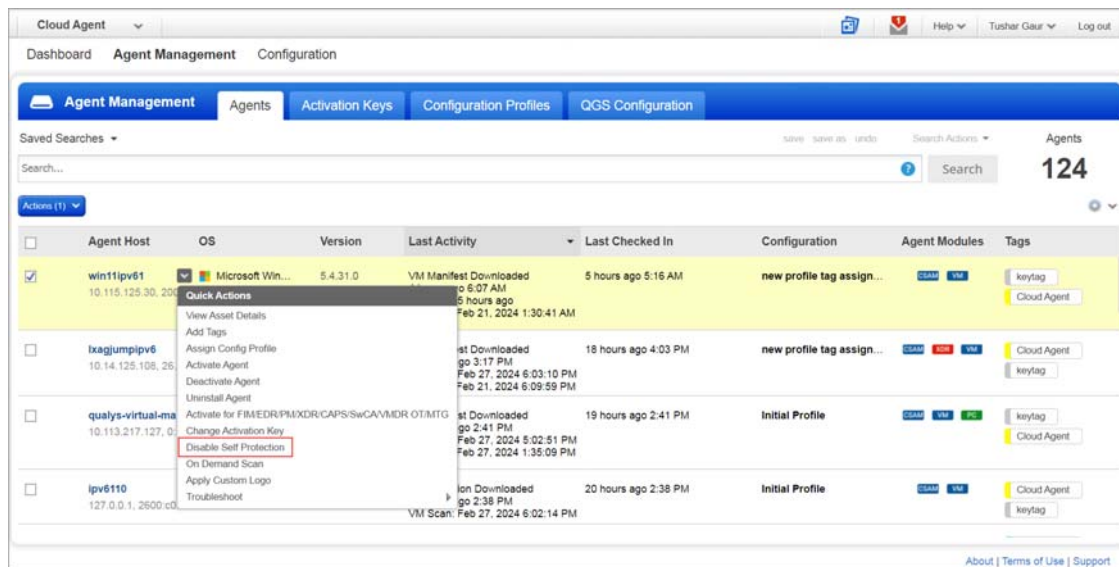 Cloud Agent
1
Help
Tushar Gaur
Log out
Dashboard Agent Management Configuration
Agent Management
Agents
Activation Keys
Configuration Profiles
QGS Configuration
Saved Searches
save save as undo
Search Actions
Agents
Search...
?
Search
124
Actions (1)
Agent Host OS Version Last Activity Last Checked In Configuration Agent Modules Tags
win11ipv61 Microsoft Win... 5.4.31.0 VM Manifest Downloaded 5 hours ago 5:16 AM new profile tag assign... CSAM VM keytag
10.115.125.30, 200 o 6:07 AM
Cloud Agent
5 hours ago
Feb 21, 2024 1:30:41 AM
Quick Actions
View Asset Details
Add Tags
Assign Config Profile
Activate Agent
Deactivate Agent
Uninstall Agent
Activate for FIM/EDR/PM/XDR/CAPS/SwCA/VMDR OT/MTG
Change Activation Key
Disable Self Protection
On Demand Scan
Apply Custom Logo
Troubleshoot
lxagjumpipv6 st Downloaded 18 hours ago 4:03 PM new profile tag assign... CSAM XDR VM Cloud Agent
10.14.125.108, 26 go 3:17 PM
keytag
Feb 27, 2024 6:03:10 PM
Feb 21, 2024 6:09:59 PM
qualys-virtual-ma st Downloaded 19 hours ago 2:41 PM Initial Profile CSAM VM PC keytag
10.113.217.127, 0: go 2:41 PM
Cloud Agent
Feb 27, 2024 5:02:51 PM
Feb 27, 2024 1:35:09 PM
ipv6110 ion Downloaded 20 hours ago 2:38 PM Initial Profile CSAM VM Cloud Agent
127.0.0.1, 2600:c0 go 2:38 PM
keytag
VM Scan: Feb 27, 2024 6:02:14 PM
About | Terms of Use | Support